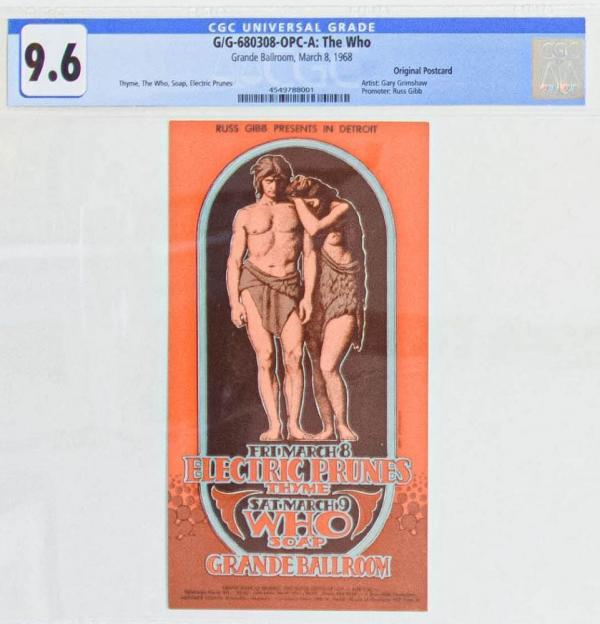 CGC UNIVERSAL GRADE
9.6
G/G-680308-OPC-A: The Who
Grande Ballroom, March 8, 1968
Original Postcard
Thyme, The Who, Soap, Electric Prunes
Artist: Gary Grimshaw
Promoter: Russ Gibb
4549788001
CGC
RUSS GIBB PRESENTS IN DETROIT
FRI•MARCH•8
ELECTRIC PRUNES
THYME
SAT•MARCH•9
WHO
SOAP
GRANDE BALLROOM